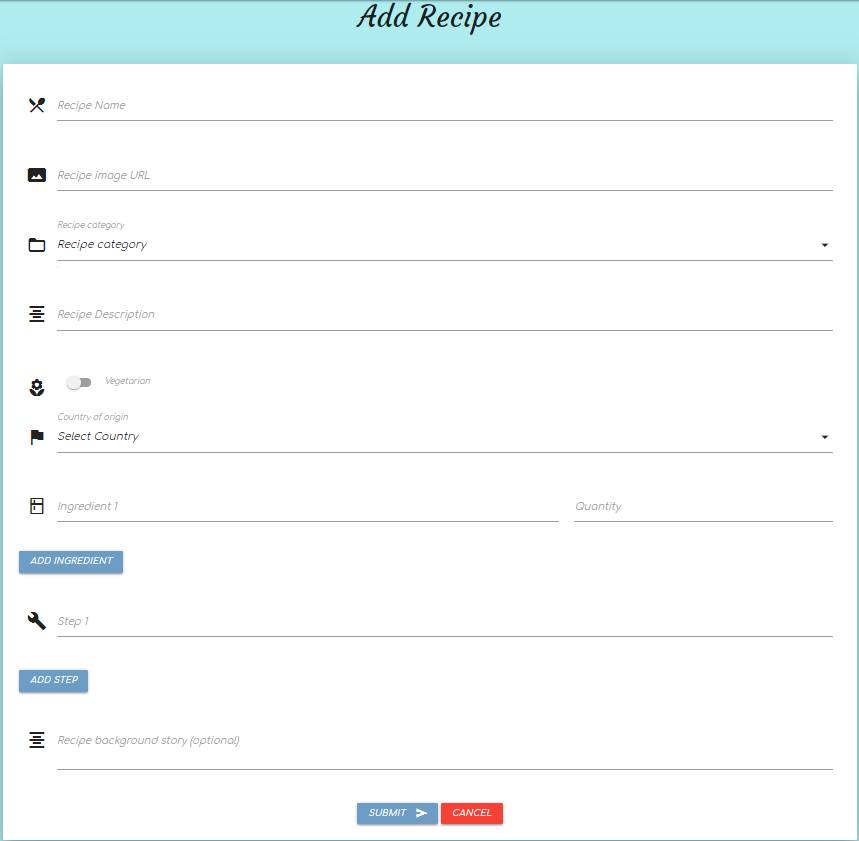 Add Recipe
Recipe Name
Recipe image URL
Recipe category
Recipe category
Recipe Description
Vegetarian
Country of origin
Select Country
Ingredient 1 Quantity
ADD INGREDIENT
Step 1
ADD STEP
Recipe background story (optional)
SUBMIT CANCEL